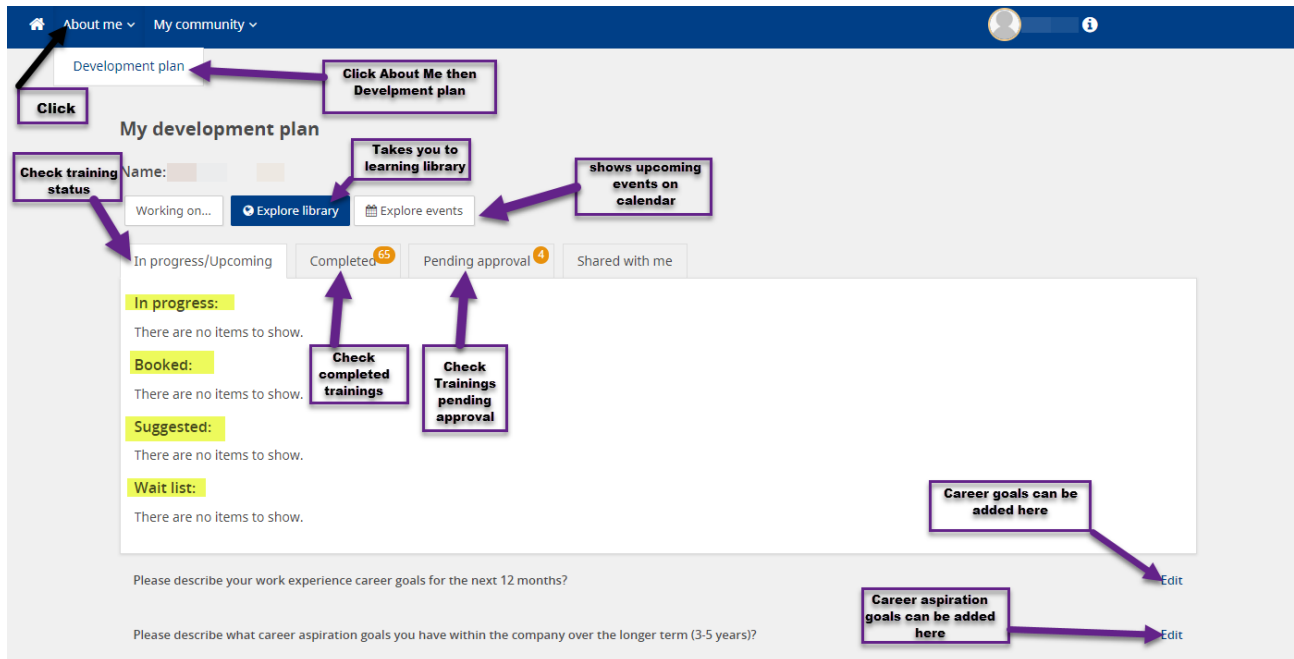 About me My community
Development plan
Click About Me then
Develpment plan
Click
My development plan
Takes you to
learning library
Check training
status
Name:
shows upcoming
events on
calendar
Working on... Explore library Explore events
In progress/Upcoming Completed 65 Pending approval 4 Shared with me
In progress:
There are no items to show.
Booked:
There are no items to show.
Check
completed
trainings
Check
Trainings
pending
approval
Suggested:
There are no items to show.
Wait list:
There are no items to show.
Career goals can be
added here
Please describe your work experience career goals for the next 12 months?
Edit
Career aspiration
goals can be added
here
Please describe what career aspiration goals you have within the company over the longer term (3-5 years)?
Edit